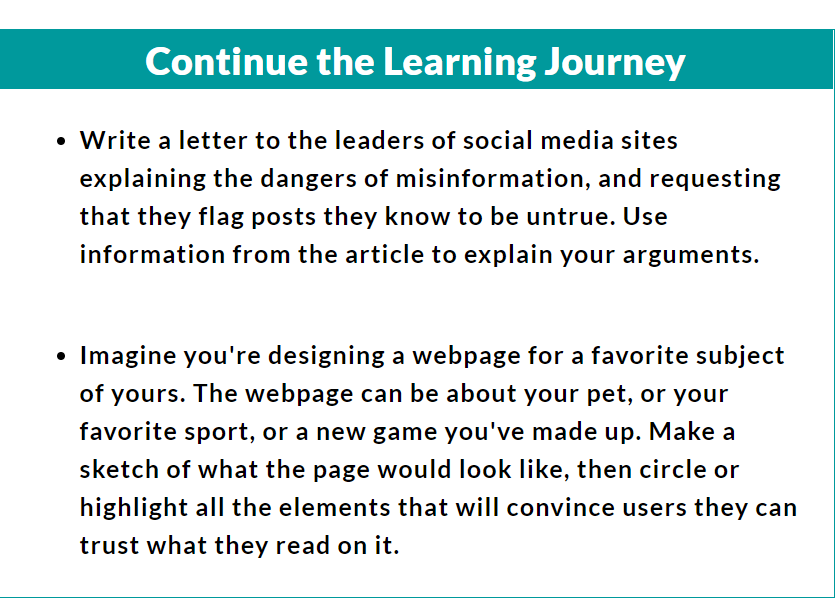 Continue the Learning Journey
• Write a letter to the leaders of social media sites
explaining the dangers of misinformation, and requesting
that they flag posts they know to be untrue. Use
information from the article to explain your arguments.
• Imagine you're designing a webpage for a favorite subject
of yours. The webpage can be about your pet, or your
favorite sport, or a new game you've made up. Make a
sketch of what the page would look like, then circle or
highlight all the elements that will convince users they can
trust what they read on it.